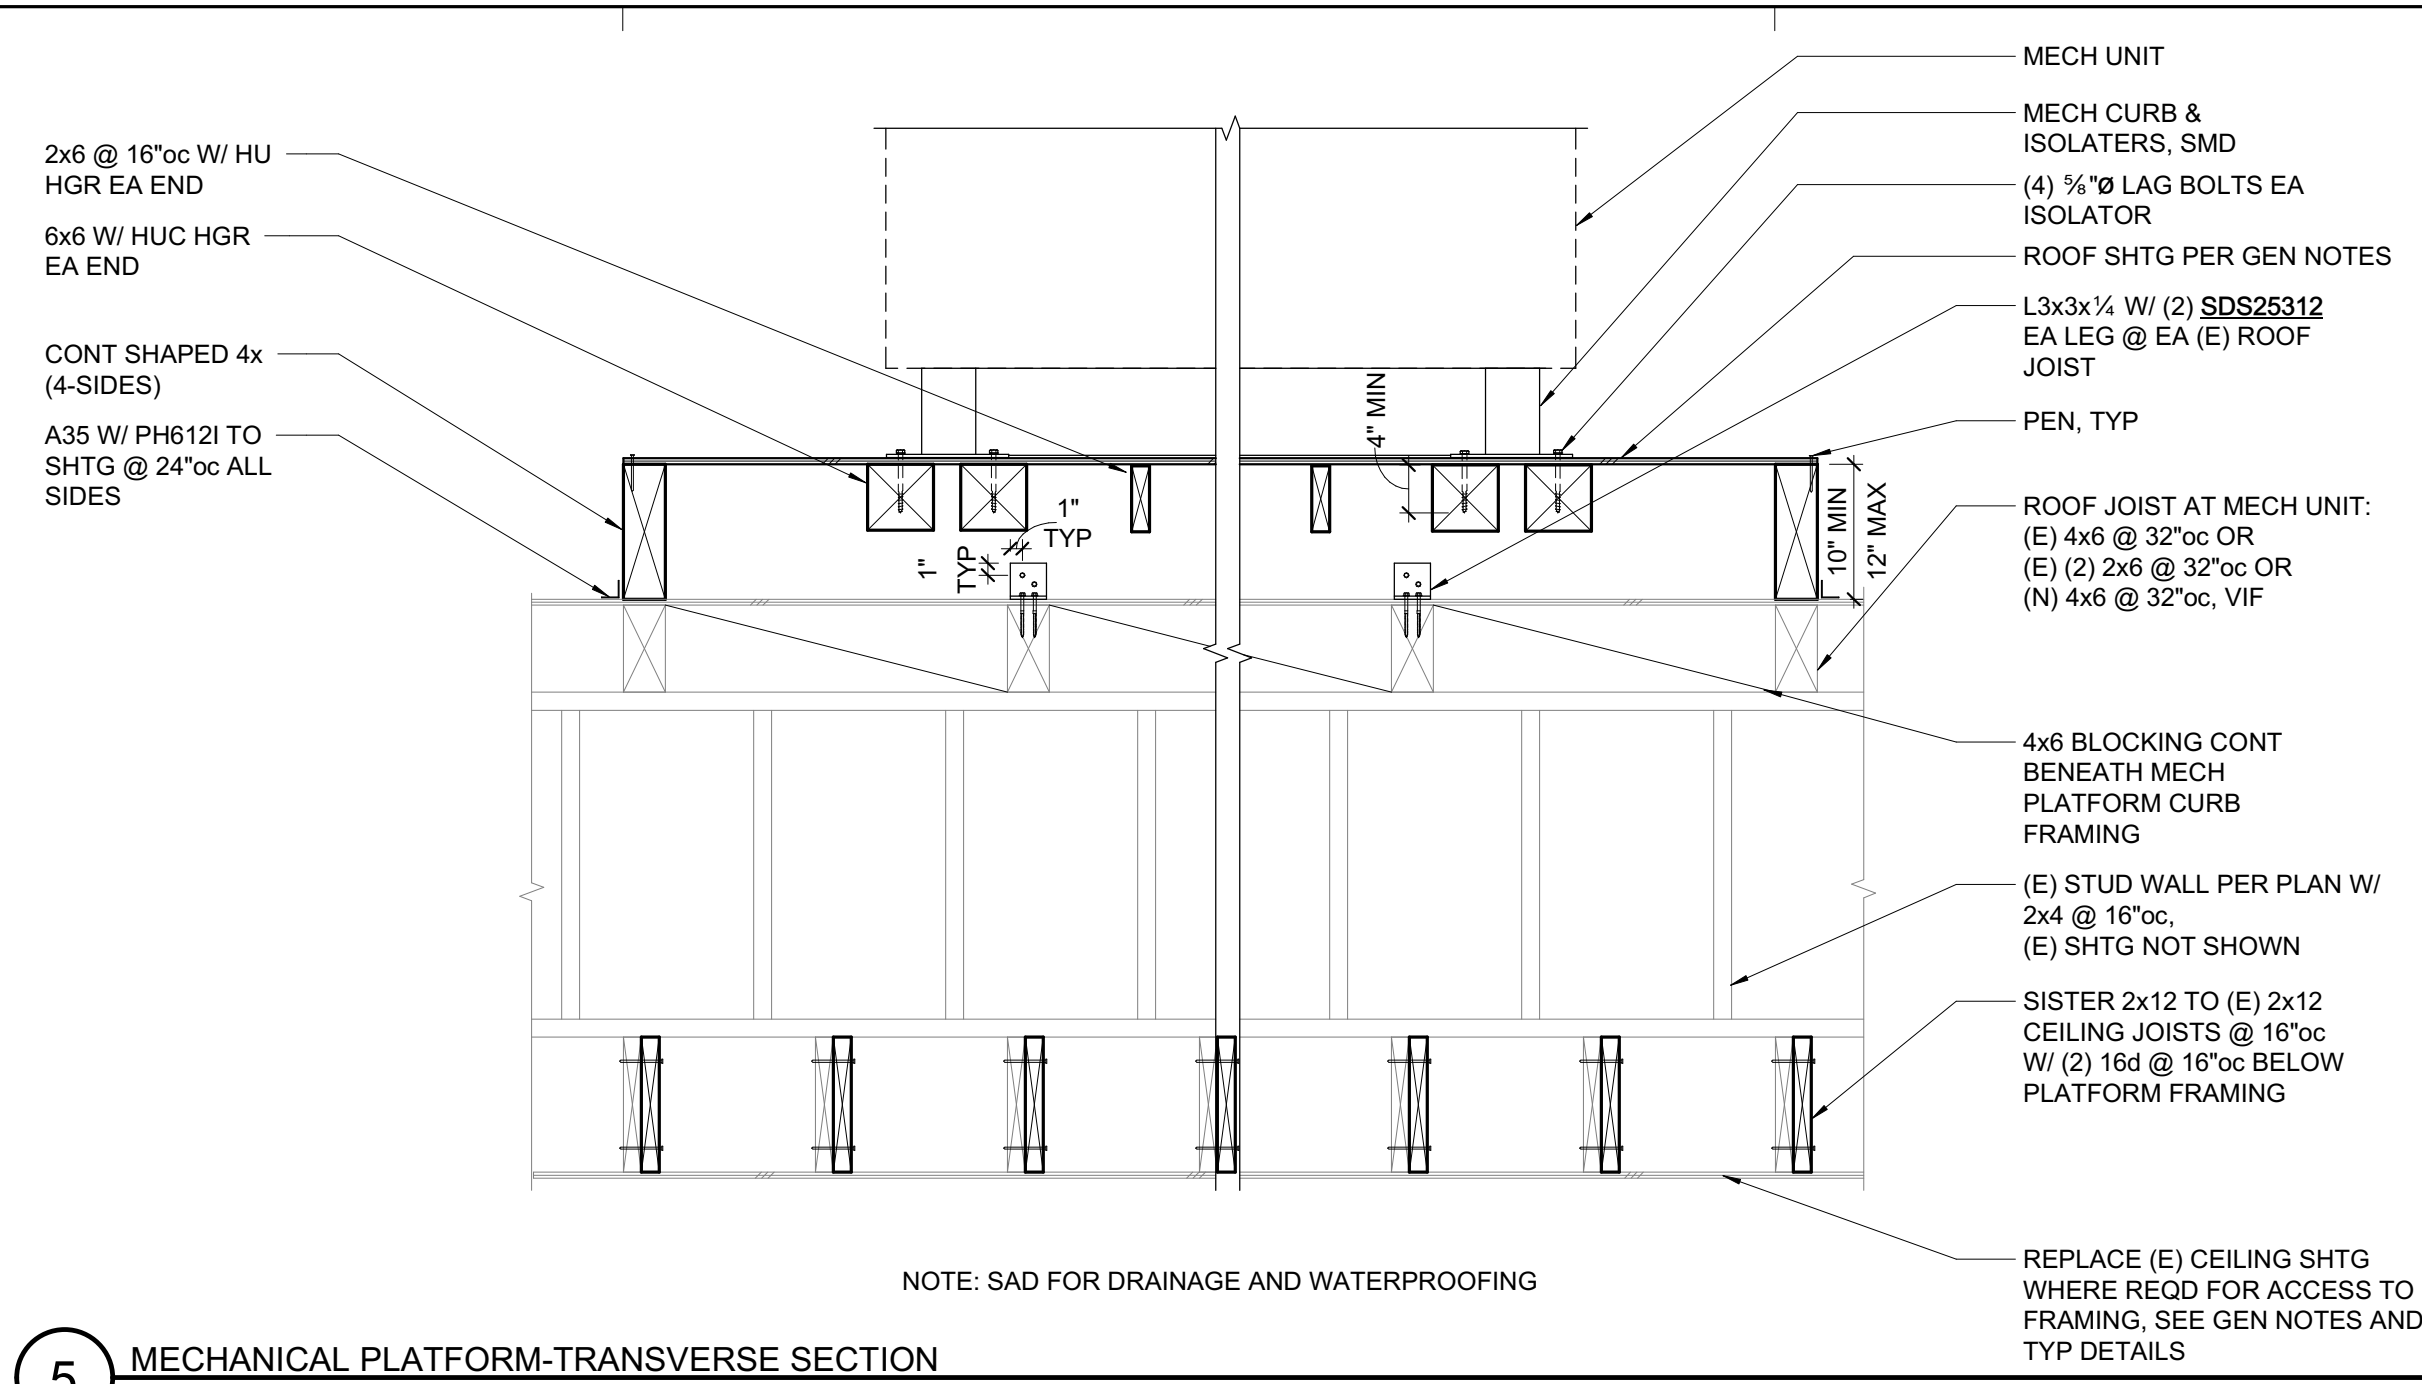 2x6 @ 16"oc W/ HU
HGR EA END
6x6 W/ HUC HGR
EA END
CONT SHAPED 4x
(4-SIDES)
A35 W/ PH612I TO
SHTG @ 24"oc ALL
SIDES
4" MIN
1"
TYP
1"
TYP
10" MIN
12" MAX
MECH UNIT
MECH CURB &
ISOLATERS, SMD
(4) ⅝"Ø LAG BOLTS EA
ISOLATOR
ROOF SHTG PER GEN NOTES
L3x3x¼ W/ (2) SDS25312
EA LEG @ EA (E) ROOF
JOIST
PEN, TYP
ROOF JOIST AT MECH UNIT:
(E) 4x6 @ 32"oc OR
(E) (2) 2x6 @ 32"oc OR
(N) 4x6 @ 32"oc, VIF
4x6 BLOCKING CONT
BENEATH MECH
PLATFORM CURB
FRAMING
(E) STUD WALL PER PLAN W/
2x4 @ 16"oc,
(E) SHTG NOT SHOWN
SISTER 2x12 TO (E) 2x12
CEILING JOISTS @ 16"oc
W/ (2) 16d @ 16"oc BELOW
PLATFORM FRAMING
REPLACE (E) CEILING SHTG
WHERE REQD FOR ACCESS TO
FRAMING, SEE GEN NOTES AND
TYP DETAILS
NOTE: SAD FOR DRAINAGE AND WATERPROOFING
5
MECHANICAL PLATFORM-TRANSVERSE SECTION